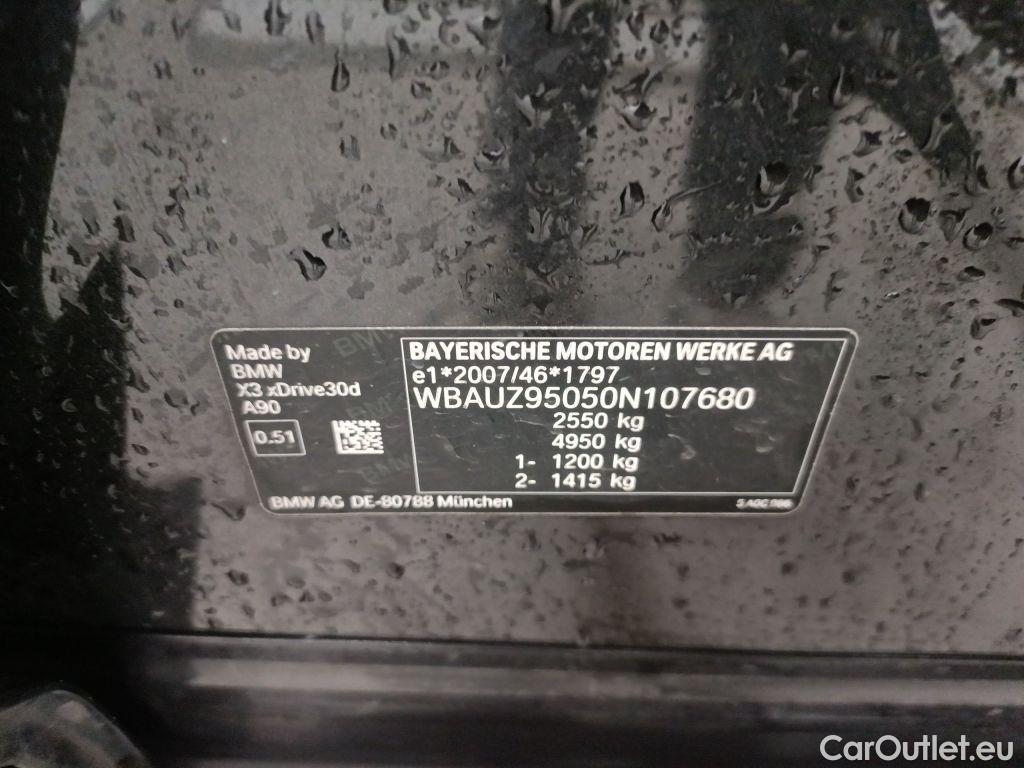 Made by
BMW
X3 xDrive30d
A90
0.51
BAYERISCHE MOTOREN WERKE AG
e1*2007/46*1797
WBAUZ95050N107680
2550 kg
4950 kg
1- 1200 kg
2- 1415 kg
BMW AG DE-80788 München
CarOutlet.eu